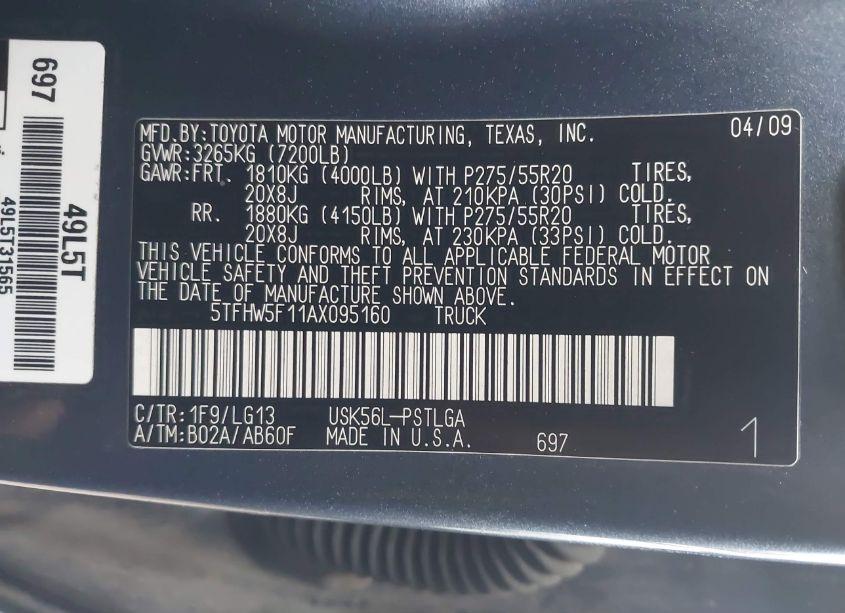 MFD.BY:TOYOTA MOTOR MANUFACTURING, TEXAS, INC. 04/09
GVWR:3265KG (7200LB)
GAWR:FRT. 1810KG (4000LB) WITH P275/55R20 TIRES,
20X8J RIMS, AT 210KPA (30PSI) COLD.
RR. 1880KG (4150LB) WITH P275/55R20 TIRES,
20X8J RIMS, AT 230KPA (33PSI) COLD.
THIS VEHICLE CONFORMS TO ALL APPLICABLE FEDERAL MOTOR
VEHICLE SAFETY AND THEFT PREVENTION STANDARDS IN EFFECT ON
THE DATE OF MANUFACTURE SHOWN ABOVE.
5TFHW5F11AX095160 TRUCK
C/TR:1F9/LG13 USK56L-PSTLGA
A/TM:B02A/AB60F MADE IN U.S.A. 697 1
697
49L5T
49L5T31565